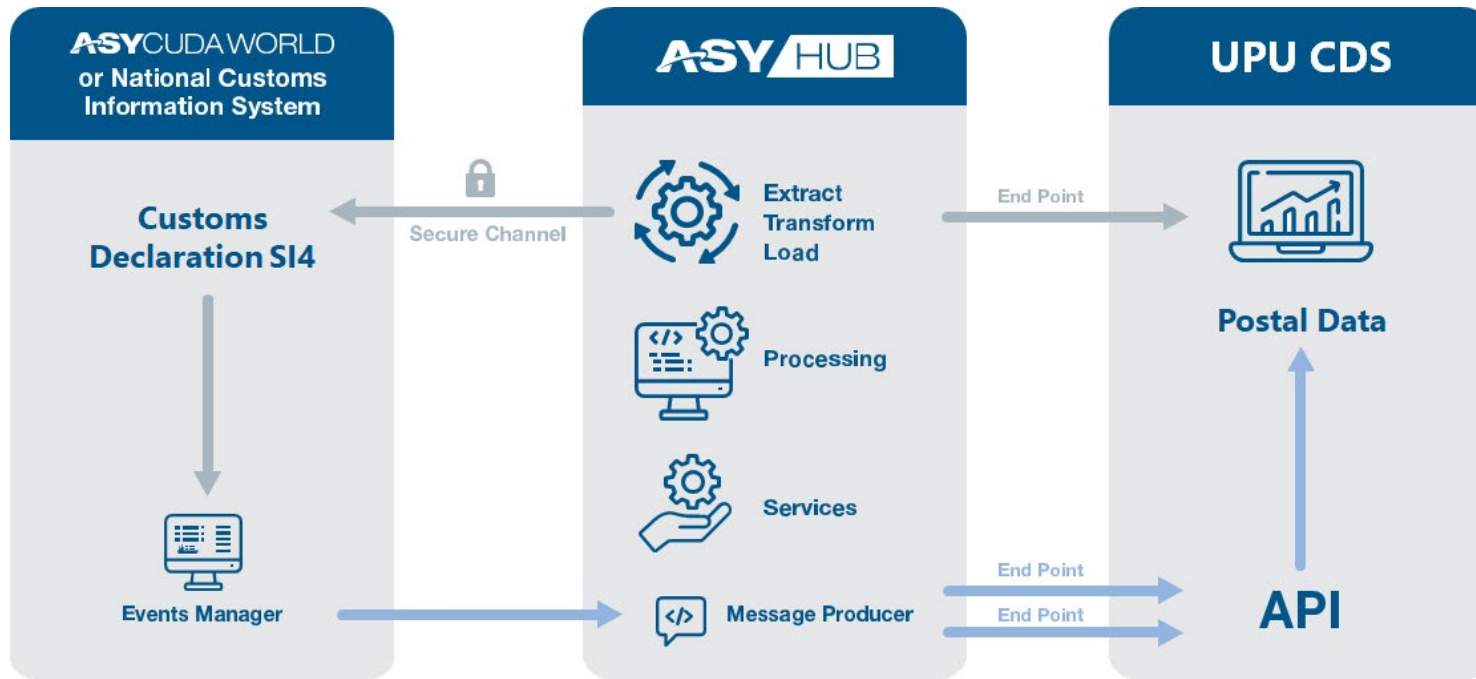 ASYCUDAWORLD
or National Customs
Information System
Customs
Declaration SI4
Events Manager
Secure Channel
ASY/HUB
Extract
Transform
Load
</>
Processing
Services
</>
Message Producer
End Point
End Point
End Point
UPU CDS
Postal Data
API